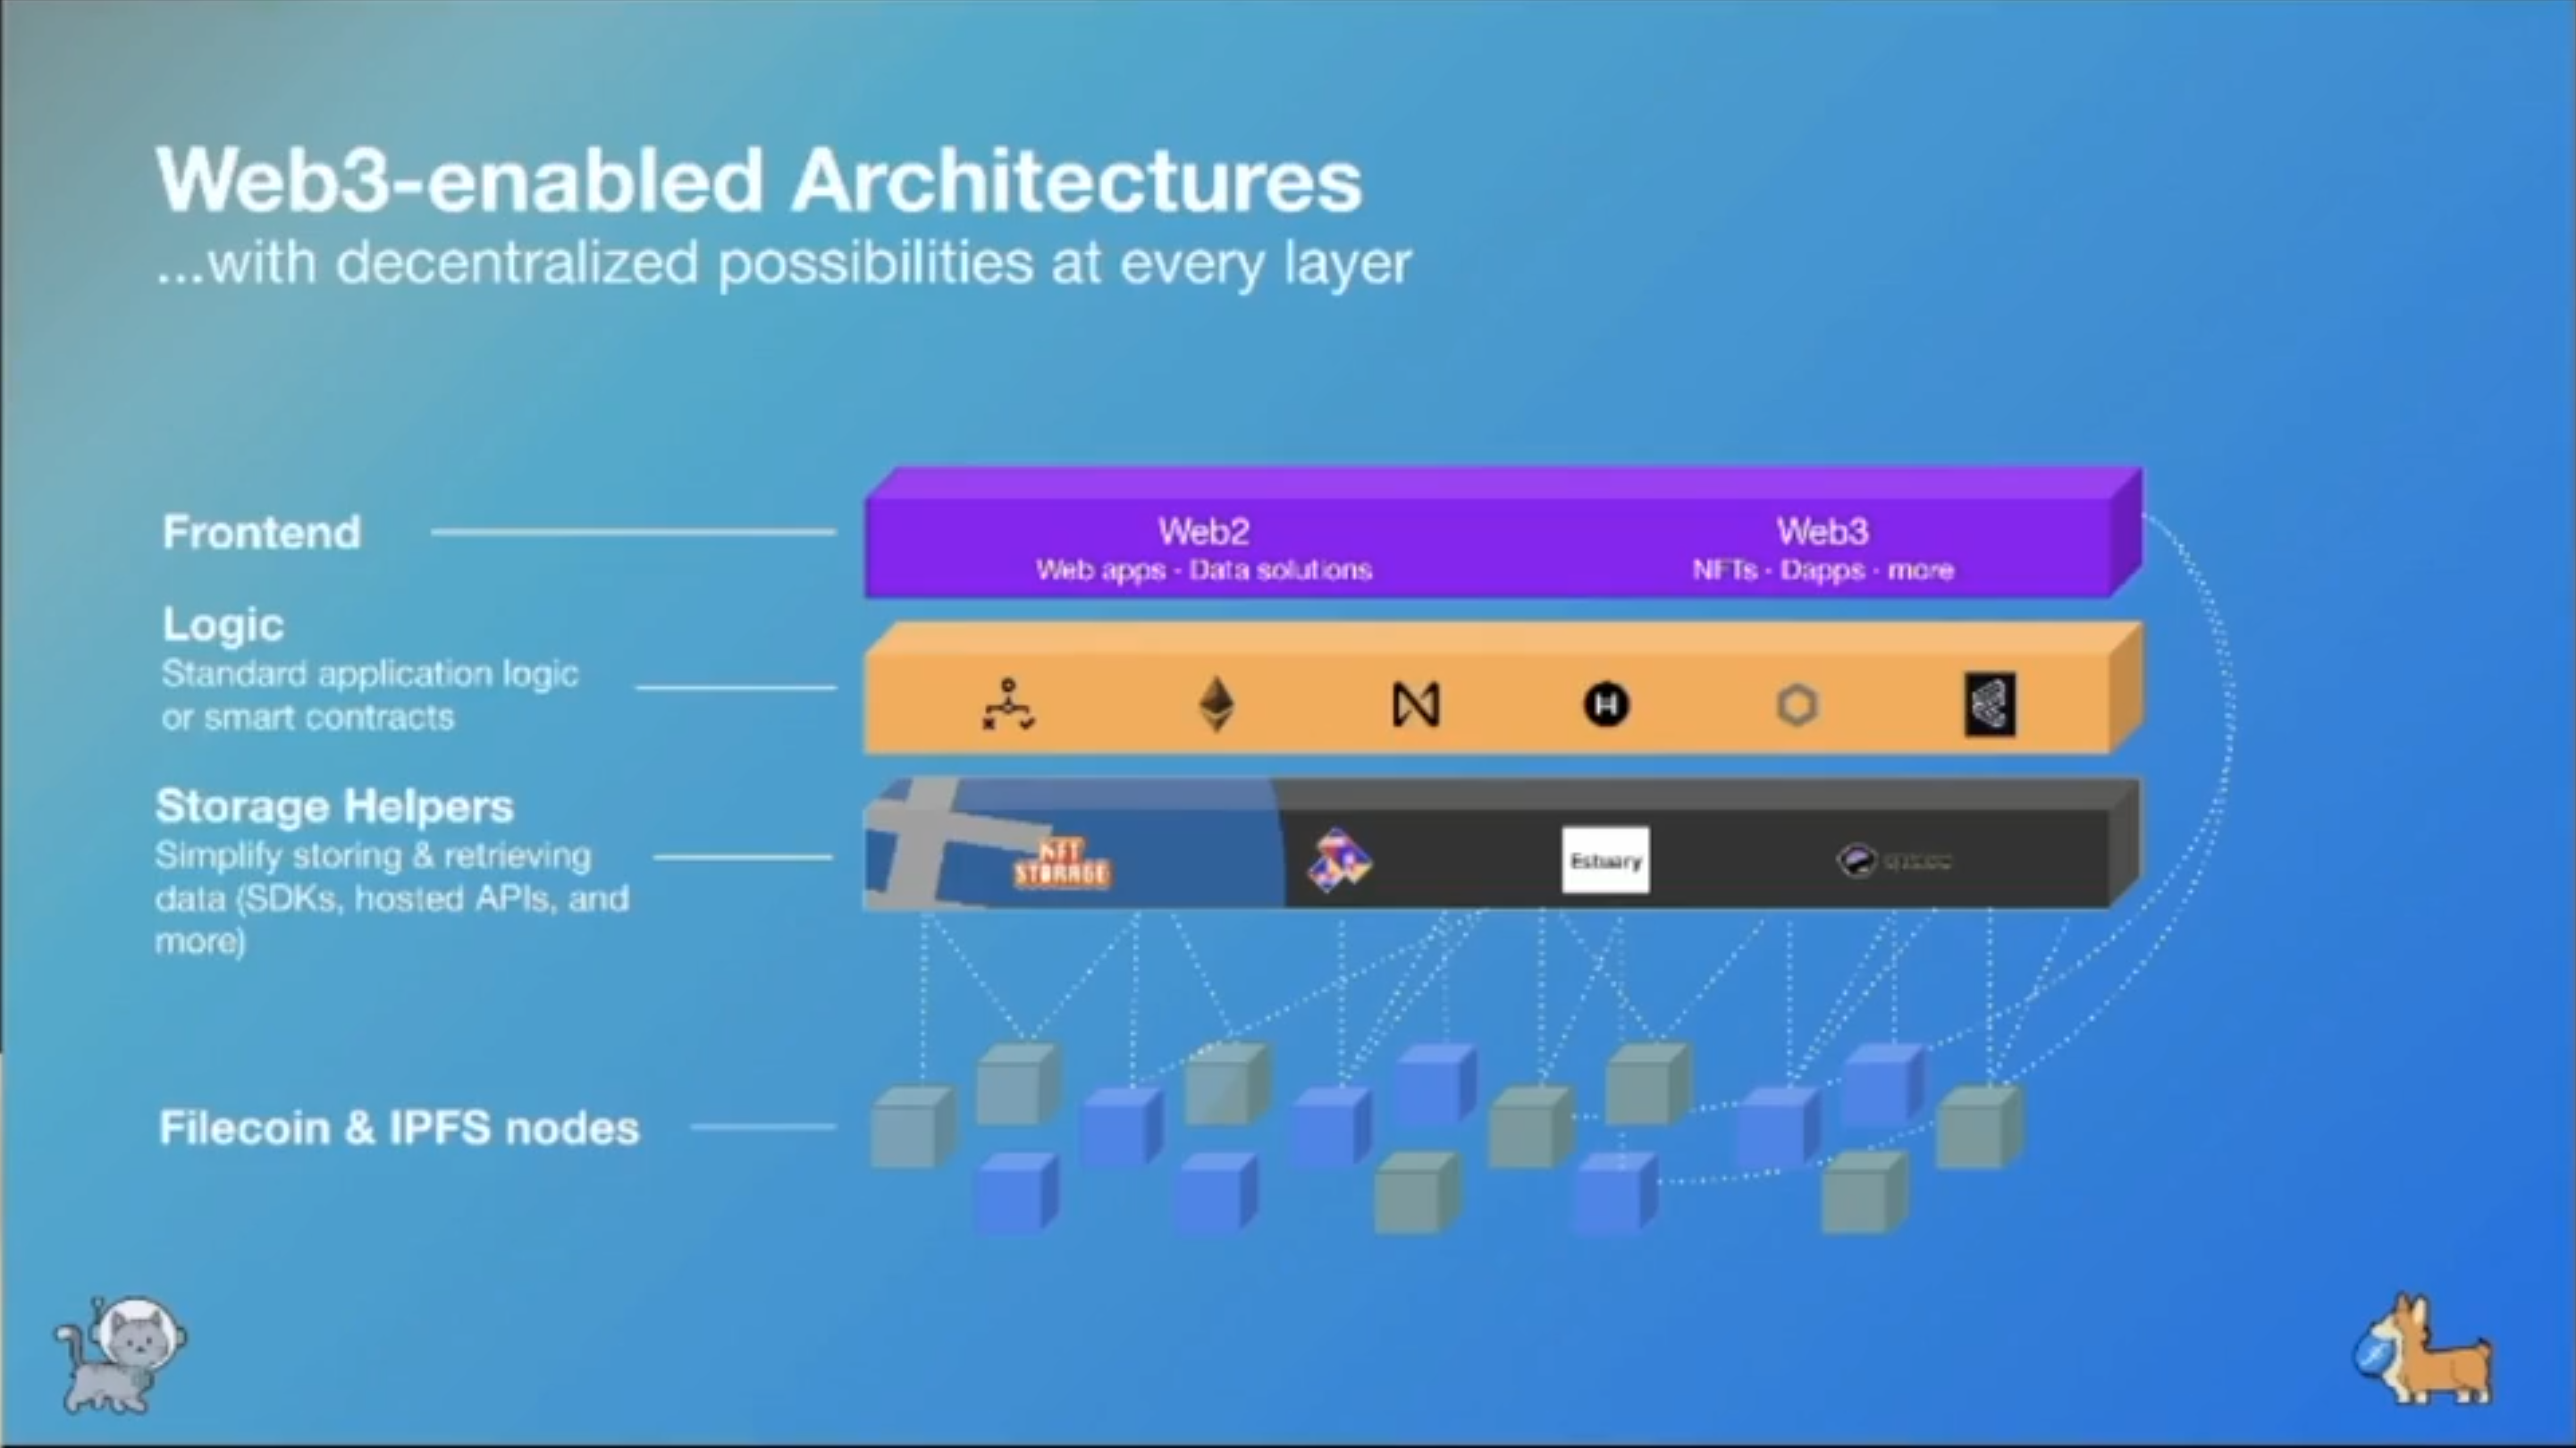 Web3-enabled Architectures
...with decentralized possibilities at every layer
Frontend
Web2
Web apps · Data solutions
Web3
NFTs · Dapps · more
Logic
Standard application logic
or smart contracts
Storage Helpers
Simplify storing & retrieving
data (SDKs, hosted APIs, and
more)
NFT
STORAGE
Estuary
Filecoin & IPFS nodes